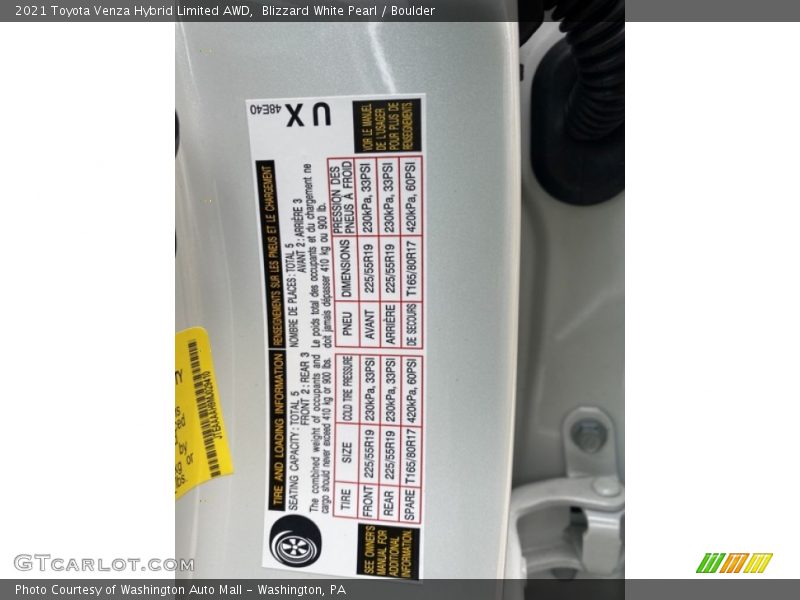 2021 Toyota Venza Hybrid Limited AWD,  Blizzard White Pearl / Boulder
TIRE AND LOADING INFORMATION
RENSEIGNEMENTS SUR LES PNEUS ET LE CHARGEMENT
SEATING CAPACITY : TOTAL 5
FRONT 2 : REAR 3
NOMBRE DE PLACES : TOTAL 5
AVANT 2 : ARRIÈRE 3
The combined weight of occupants and
cargo should never exceed 410 kg or 900 lbs.
Le poids total des occupants et du chargement ne
doit jamais dépasser 410 kg ou 900 lb.
TIRE SIZE COLD TIRE PRESSURE
FRONT 225/55R19 230kPa, 33PSI
REAR 225/55R19 230kPa, 33PSI
SPARE T165/80R17 420kPa, 60PSI
PNEU DIMENSIONS PRESSION DES PNEUS À FROID
AVANT 225/55R19 230kPa, 33PSI
ARRIÈRE 225/55R19 230kPa, 33PSI
DE SECOURS T165/80R17 420kPa, 60PSI
SEE OWNER'S
MANUAL FOR
ADDITIONAL
INFORMATION
VOIR LE MANUEL
DE L'USAGER
POUR PLUS DE
RENSEIGNEMENTS
UX
48E40
by
or
lbs.
GTCarLot.com
Photo Courtesy of Washington Auto Mall - Washington, PA